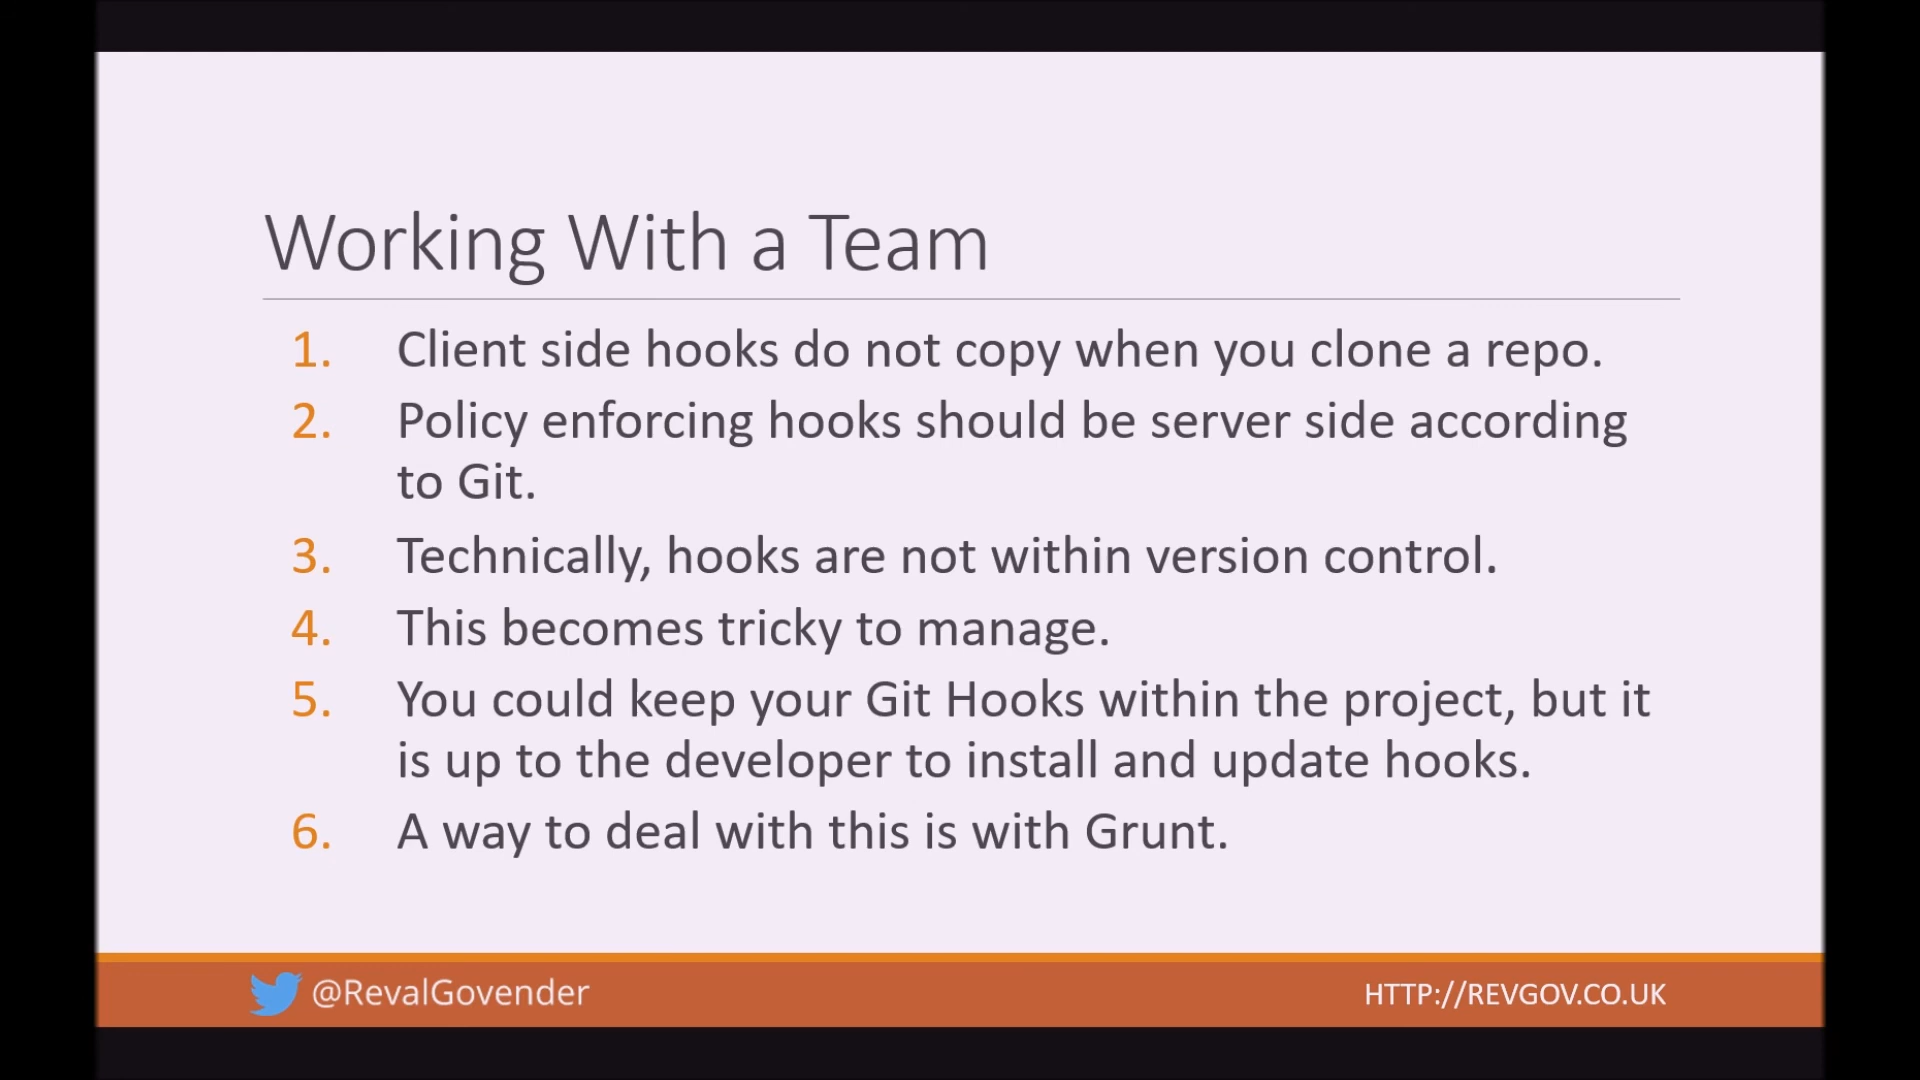 Working With a Team
1. Client side hooks do not copy when you clone a repo.
2. Policy enforcing hooks should be server side according
to Git.
3. Technically, hooks are not within version control.
4. This becomes tricky to manage.
5. You could keep your Git Hooks within the project, but it
is up to the developer to install and update hooks.
6. A way to deal with this is with Grunt.
@RevalGovender
HTTP://REVGOV.CO.UK